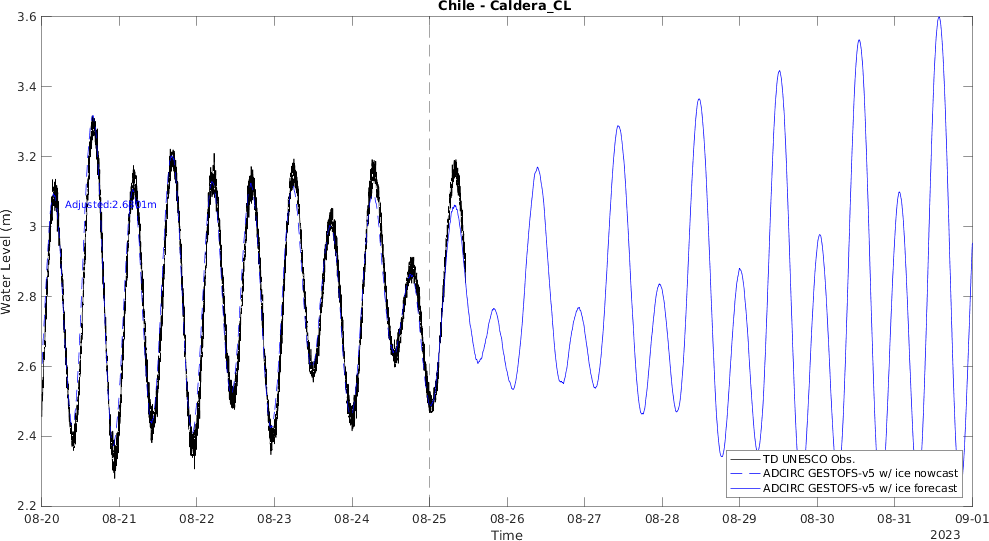 Chile - Caldera_CL
3.6
3.4
3.2
3
2.8
2.6
2.4
2.2
Water Level (m)
TD UNESCO Obs.
ADCIRC GESTOFS-v5 w/ ice nowcast
ADCIRC GESTOFS-v5 w/ ice forecast
08-20 08-21 08-22 08-23 08-24 08-25 08-26 08-27 08-28 08-29 08-30 08-31 09-01
Time
2023